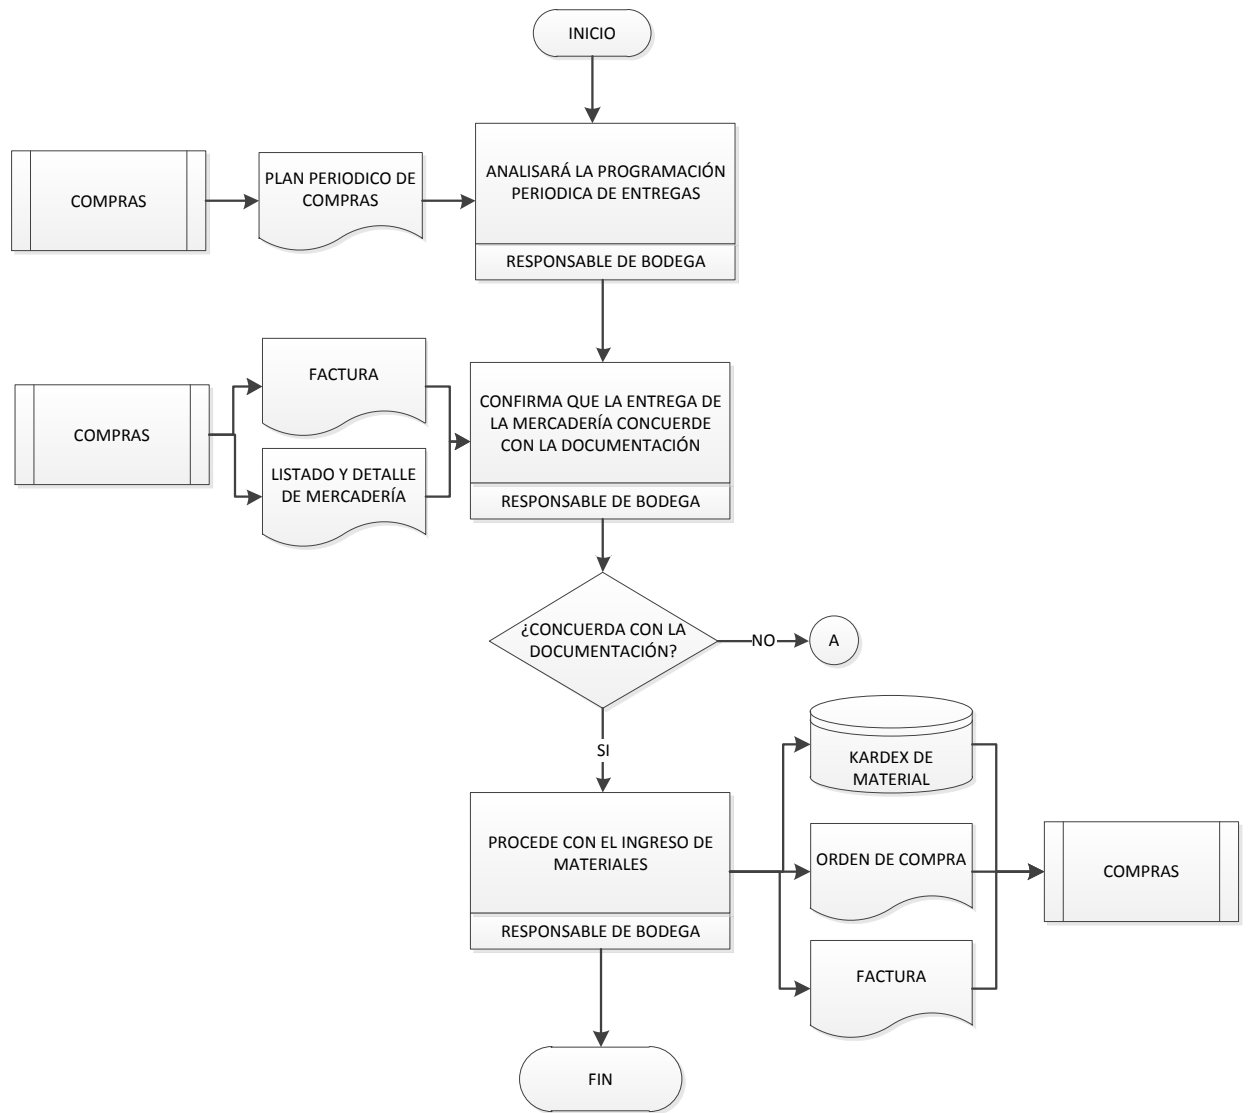 INICIO
COMPRAS
PLAN PERIODICO DE
COMPRAS
ANALISARÁ LA PROGRAMACIÓN
PERIODICA DE ENTREGAS
RESPONSABLE DE BODEGA
COMPRAS
FACTURA
LISTADO Y DETALLE
DE MERCADERÍA
CONFIRMA QUE LA ENTREGA DE
LA MERCADERÍA CONCUERDE
CON LA DOCUMENTACIÓN
RESPONSABLE DE BODEGA
¿CONCUERDA CON LA
DOCUMENTACIÓN?
NO
A
SI
PROCEDE CON EL INGRESO DE
MATERIALES
RESPONSABLE DE BODEGA
KARDEX DE
MATERIAL
ORDEN DE COMPRA
FACTURA
COMPRAS
FIN